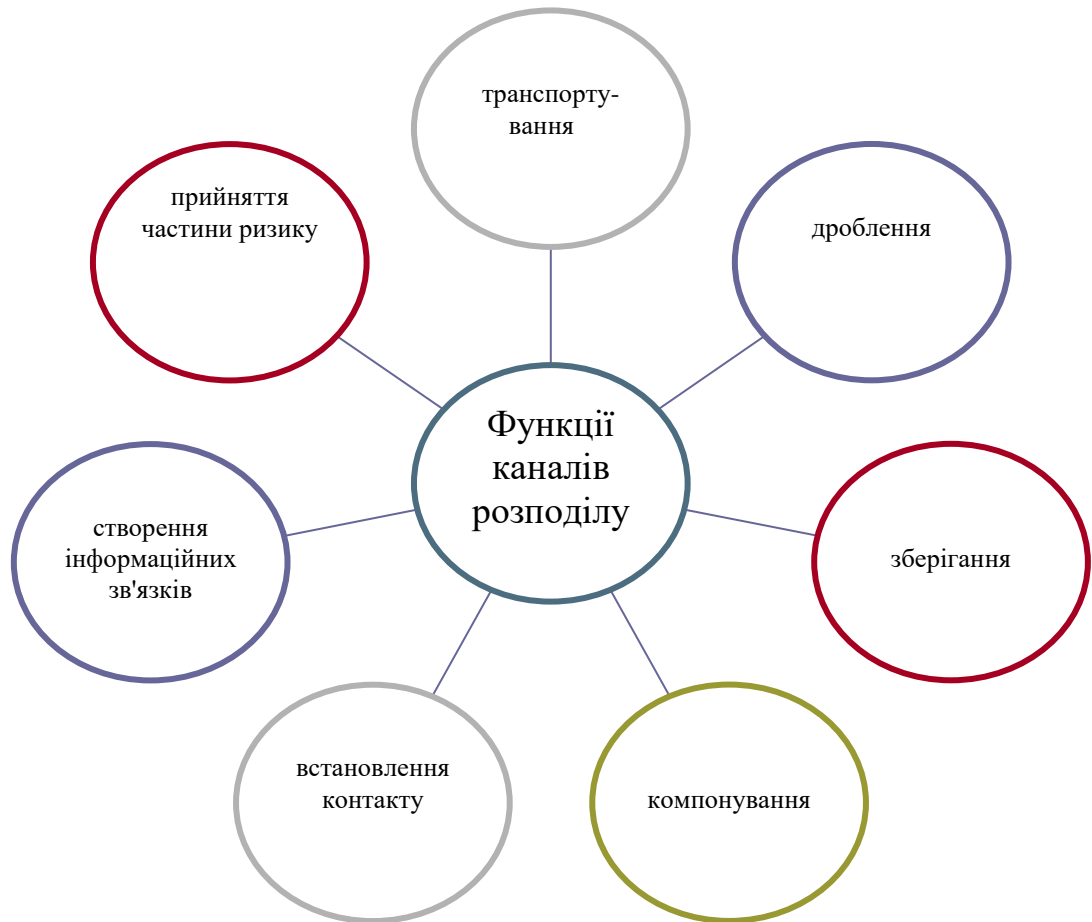 транспорту-
вання
прийняття
частини ризику
дроблення
Функції
каналів
розподілу
створення
інформаційних
зв'язків
зберігання
встановлення
контакту
компонування